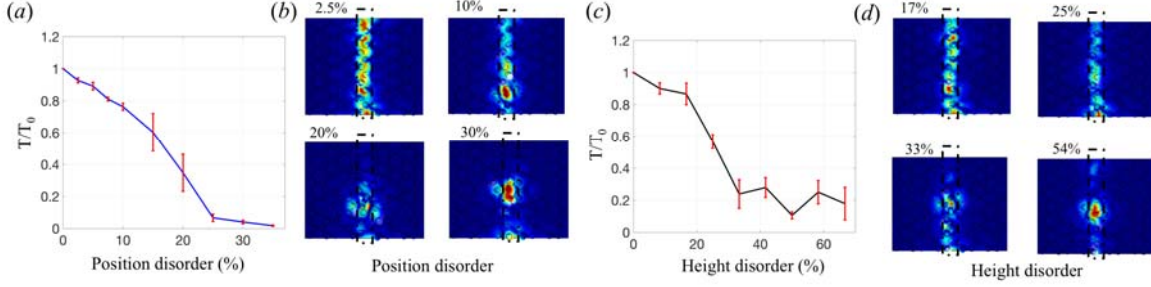 (a)
1.2
1
0.8
0.6
0.4
0.2
0
T/T0
0 10 20 30
Position disorder (%)
(b)
2.5% 10%
20% 30%
Position disorder
(c)
1.2
1
0.8
0.6
0.4
0.2
0
T/T0
0 20 40 60
Height disorder (%)
(d)
17% 25%
33% 54%
Height disorder